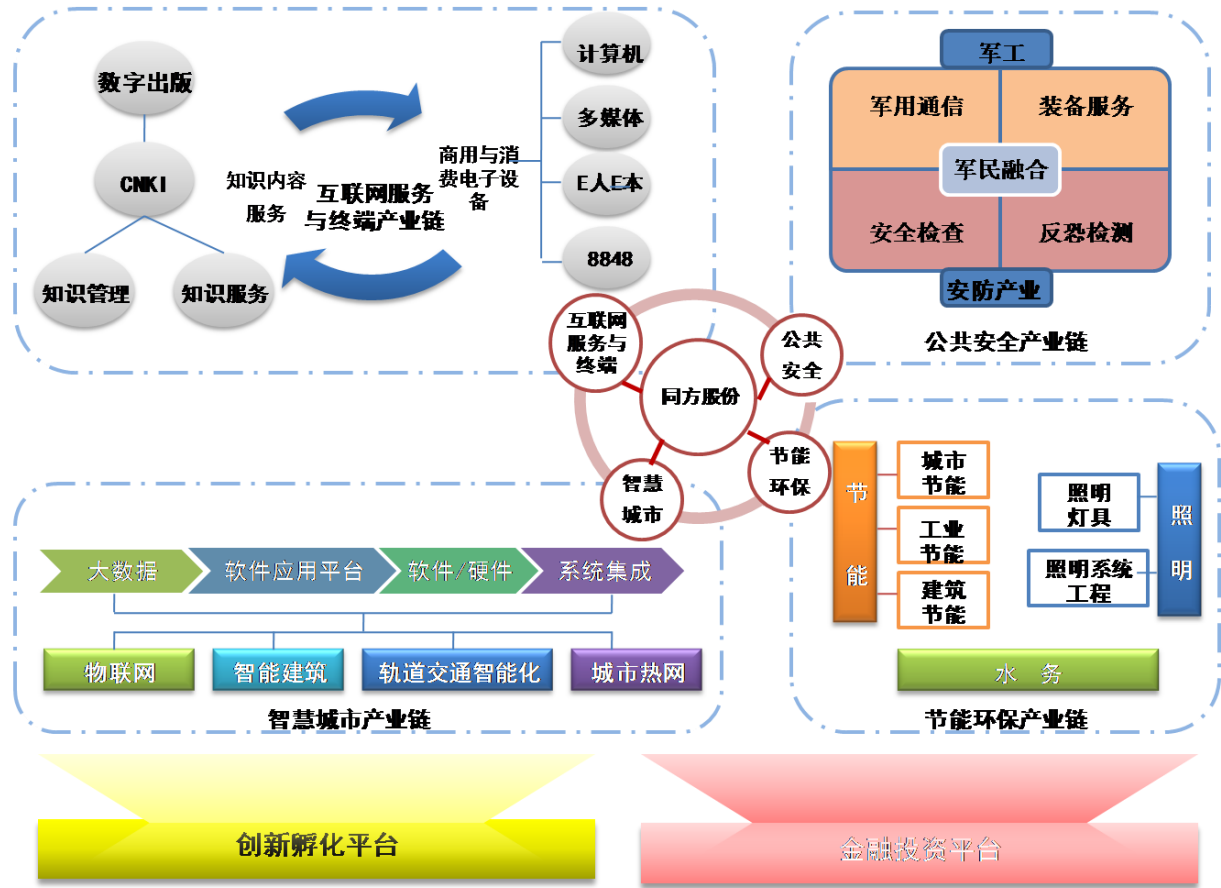 数字出版
CNKI
知识管理
知识服务
知识内容
服务
互联网服务
与终端产业链
商用与消
费电子设
备
计算机
多媒体
E人E本
8848
军工
军用通信
装备服务
军民融合
安全检查
反恐检测
安防产业
公共安全产业链
互联网
服务与
终端
公共
安全
同方股份
智慧
城市
节能
环保
大数据
软件应用平台
软件/硬件
系统集成
物联网
智能建筑
轨道交通智能化
城市热网
智慧城市产业链
节
能
城市
节能
工业
节能
建筑
节能
照明
灯具
照明系统
工程
照
明
水 务
节能环保产业链
创新孵化平台
金融投资平台